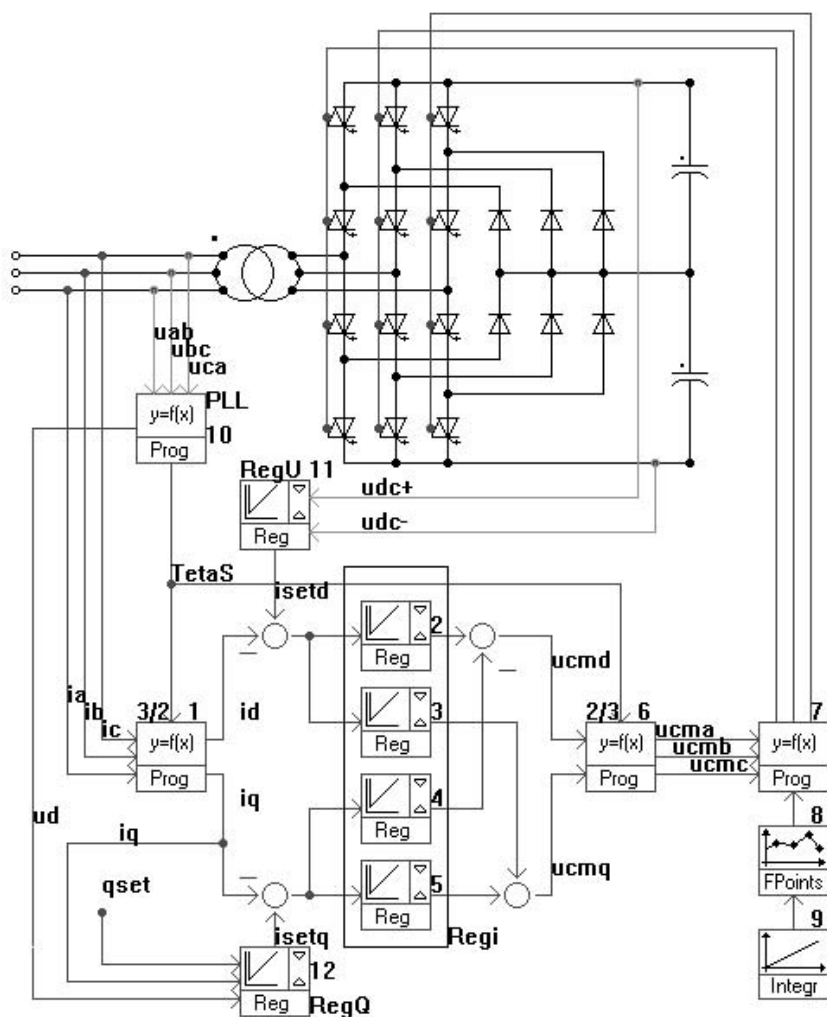 uab
ubc
uca
y=f(x)
PLL
Prog
10
RegU 11
udc+
Reg
udc-
TetaS
isetd
2
Reg
ucmd
ia
ib
ic
3/2 1
id
3
2/3 6
7
y=f(x)
Reg
y=f(x)
ucma
ucmb
ucmc
y=f(x)
Prog
Prog
Prog
iq
4
ud
Reg
8
iq
FPoints
qset
5
ucmq
Reg
9
isetq
Regi
12
Integr
Reg
RegQ